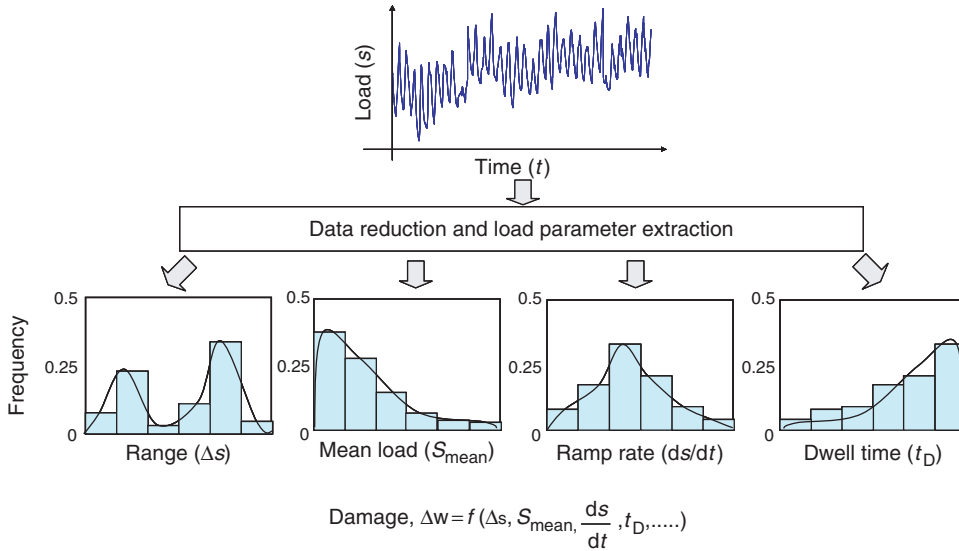 Load (s)
Time (t)
Data reduction and load parameter extraction
Frequency
0.5
0.25
0
Range (Δs)
0.5
0.25
0
Mean load (Smean)
0.5
0.25
0
Ramp rate (ds/dt)
0.5
0.25
0
Dwell time (tD)
Damage, Δw = f (Δs, Smean, ds/dt , tD, .....)